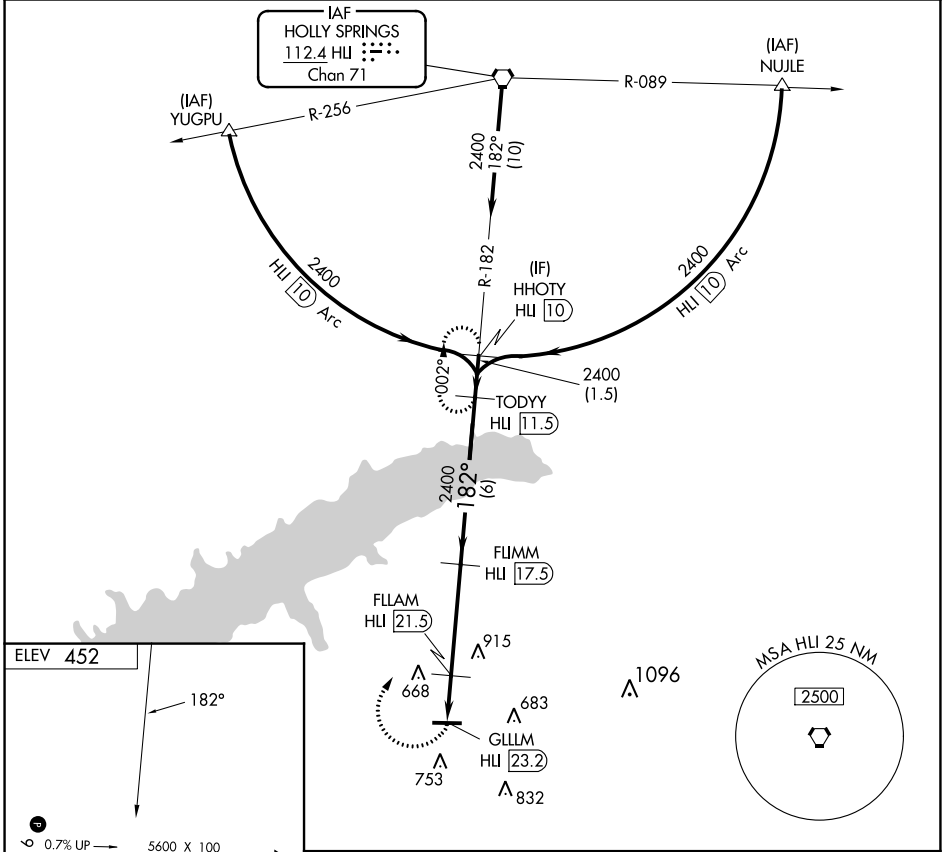 IAF
HOLLY SPRINGS
112.4 HLI
Chan 71
(IAF)
NUJLE
R-089
(IAF)
YUGPU
R-256
2400
182°
(10)
R-182
2400
HLI 10 Arc
2400
HLI 10 Arc
(IF)
HHOTY
HLI 10
002°
2400
(1.5)
TODYY
HLI 11.5
2400
182°
(6)
FLIMM
HLI 17.5
FLLAM
HLI 21.5
915
668
1096
683
GLLLM
HLI 23.2
753
832
MSA HLI 25 NM
2500
ELEV 452
182°
P
9
0.7% UP
5600 X 100